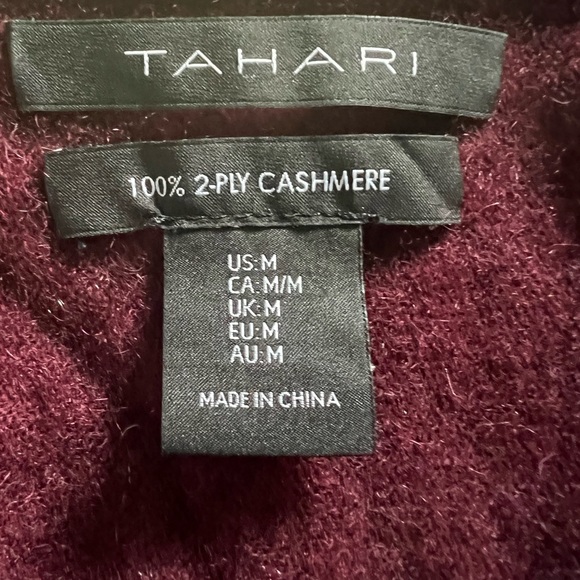 TAHARI
100% 2-PLY CASHMERE
US:M
CA:M/M
UK:M
EU:M
AU:M
MADE IN CHINA